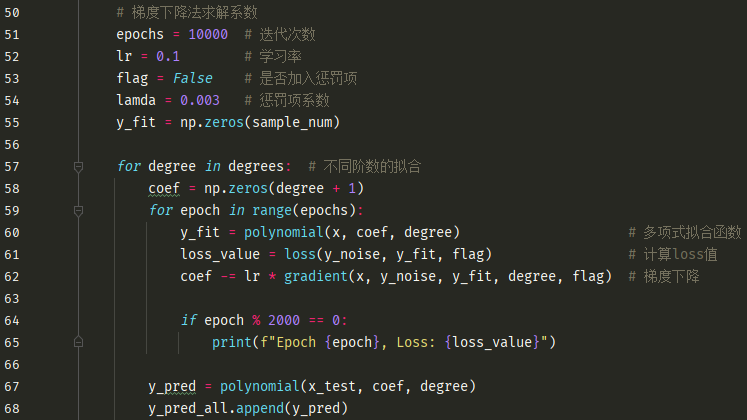 50 # 梯度下降法求解系数
51 epochs = 10000 # 迭代次数
52 lr = 0.1 # 学习率
53 flag = False # 是否加入惩罚项
54 lamda = 0.003 # 惩罚项系数
55 y_fit = np.zeros(sample_num)
56
57 for degree in degrees: # 不同阶数的拟合
58 coef = np.zeros(degree + 1)
59 for epoch in range(epochs):
60 y_fit = polynomial(x, coef, degree) # 多项式拟合函数
61 loss_value = loss(y_noise, y_fit, flag) # 计算loss值
62 coef -= lr * gradient(x, y_noise, y_fit, degree, flag) # 梯度下降
63
64 if epoch % 2000 == 0:
65 print(f"Epoch {epoch}, Loss: {loss_value}")
66
67 y_pred = polynomial(x_test, coef, degree)
68 y_pred_all.append(y_pred)